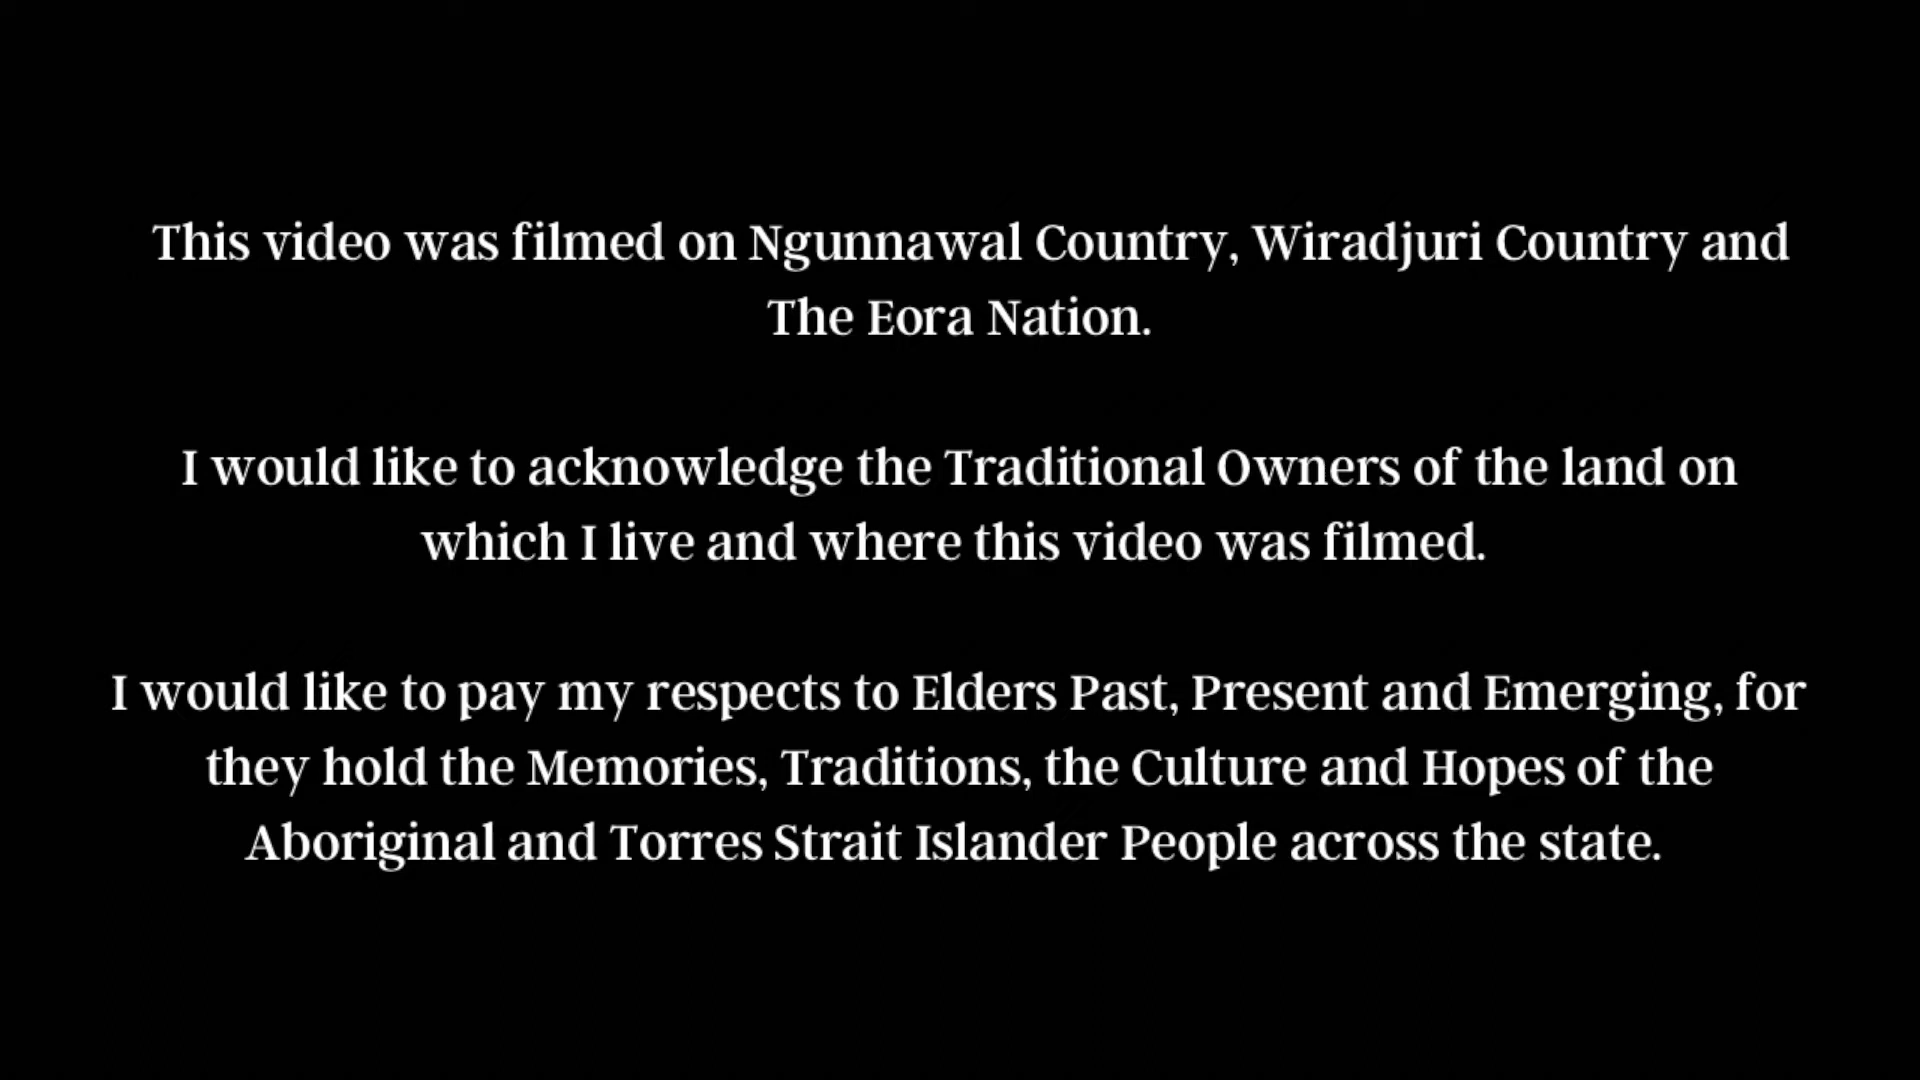 This video was filmed on Ngunnawal Country, Wiradjuri Country and
The Eora Nation.
I would like to acknowledge the Traditional Owners of the land on
which I live and where this video was filmed.
I would like to pay my respects to Elders Past, Present and Emerging, for
they hold the Memories, Traditions, the Culture and Hopes of the
Aboriginal and Torres Strait Islander People across the state.